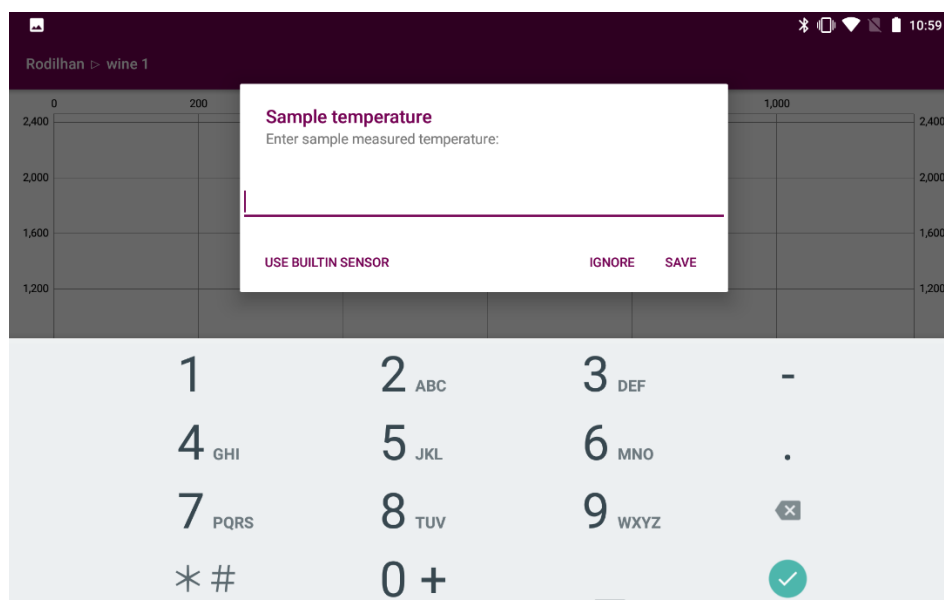 10:59
Rodilhan ▷ wine 1
0 200 1,000
2,400 2,400
2,000 2,000
1,600 1,600
1,200 1,200
Sample temperature
Enter sample measured temperature:
USE BUILTIN SENSOR IGNORE SAVE
1 2 ABC 3 DEF -
4 GHI 5 JKL 6 MNO .
7 PQRS 8 TUV 9 WXYZ
*# 0 +